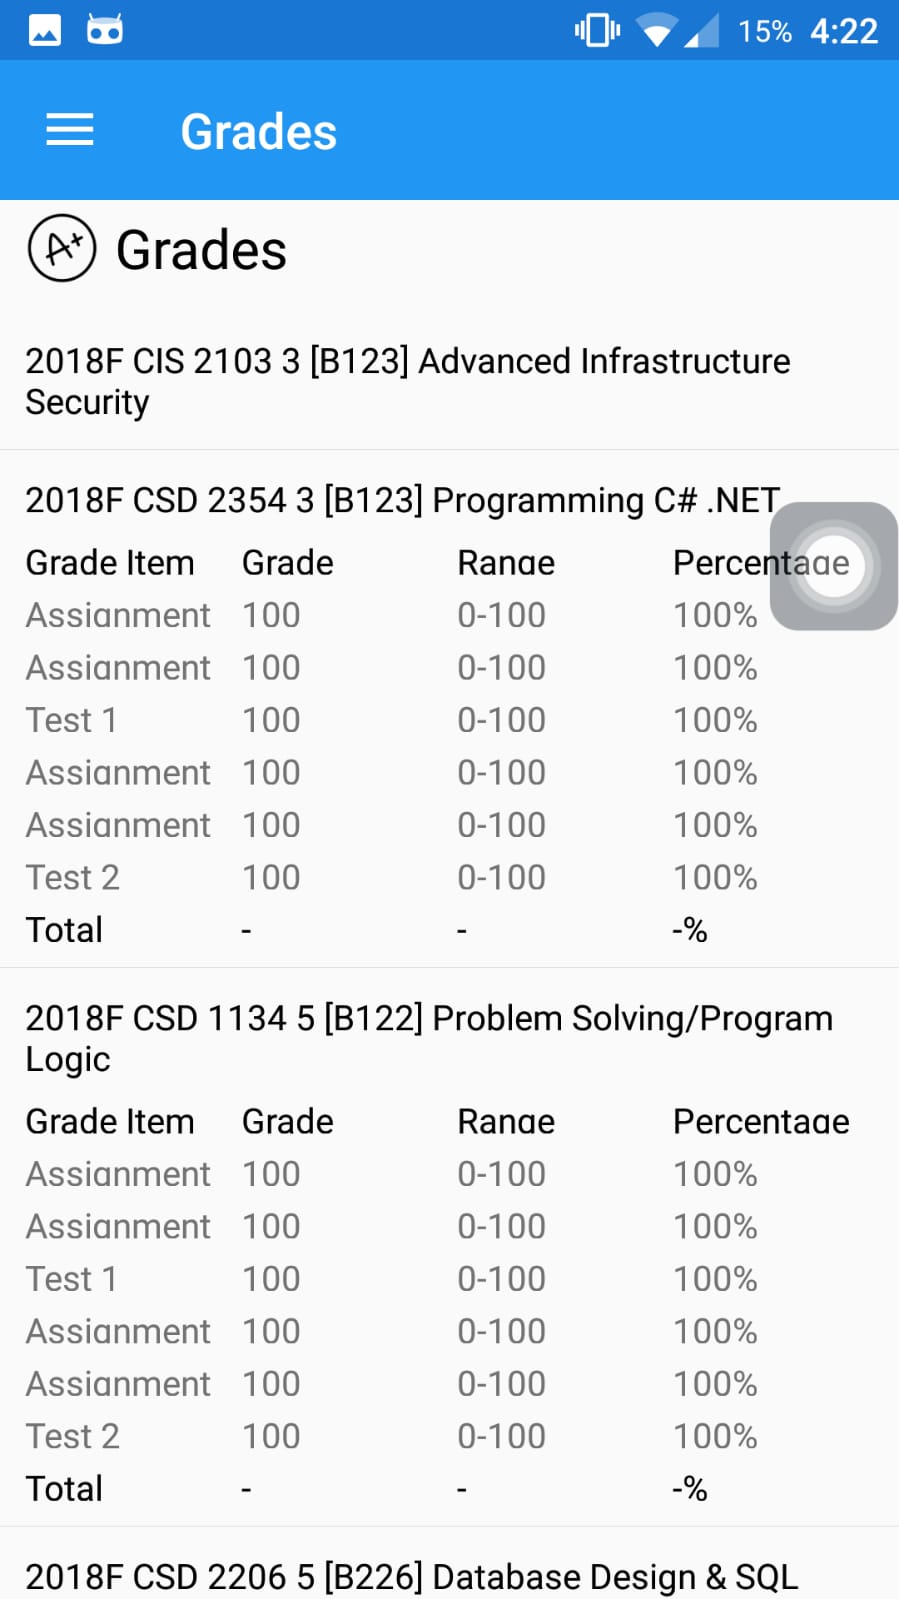 15% 4:22
Grades
A+ Grades
2018F CIS 2103 3 [B123] Advanced Infrastructure
Security
2018F CSD 2354 3 [B123] Programming C# .NET
Grade Item Grade Range Percentage
Assignment 100 0-100 100%
Assignment 100 0-100 100%
Test 1 100 0-100 100%
Assignment 100 0-100 100%
Assignment 100 0-100 100%
Test 2 100 0-100 100%
Total - - -%
2018F CSD 1134 5 [B122] Problem Solving/Program
Logic
Grade Item Grade Range Percentage
Assignment 100 0-100 100%
Assignment 100 0-100 100%
Test 1 100 0-100 100%
Assignment 100 0-100 100%
Assignment 100 0-100 100%
Test 2 100 0-100 100%
Total - - -%
2018F CSD 2206 5 [B226] Database Design & SQL